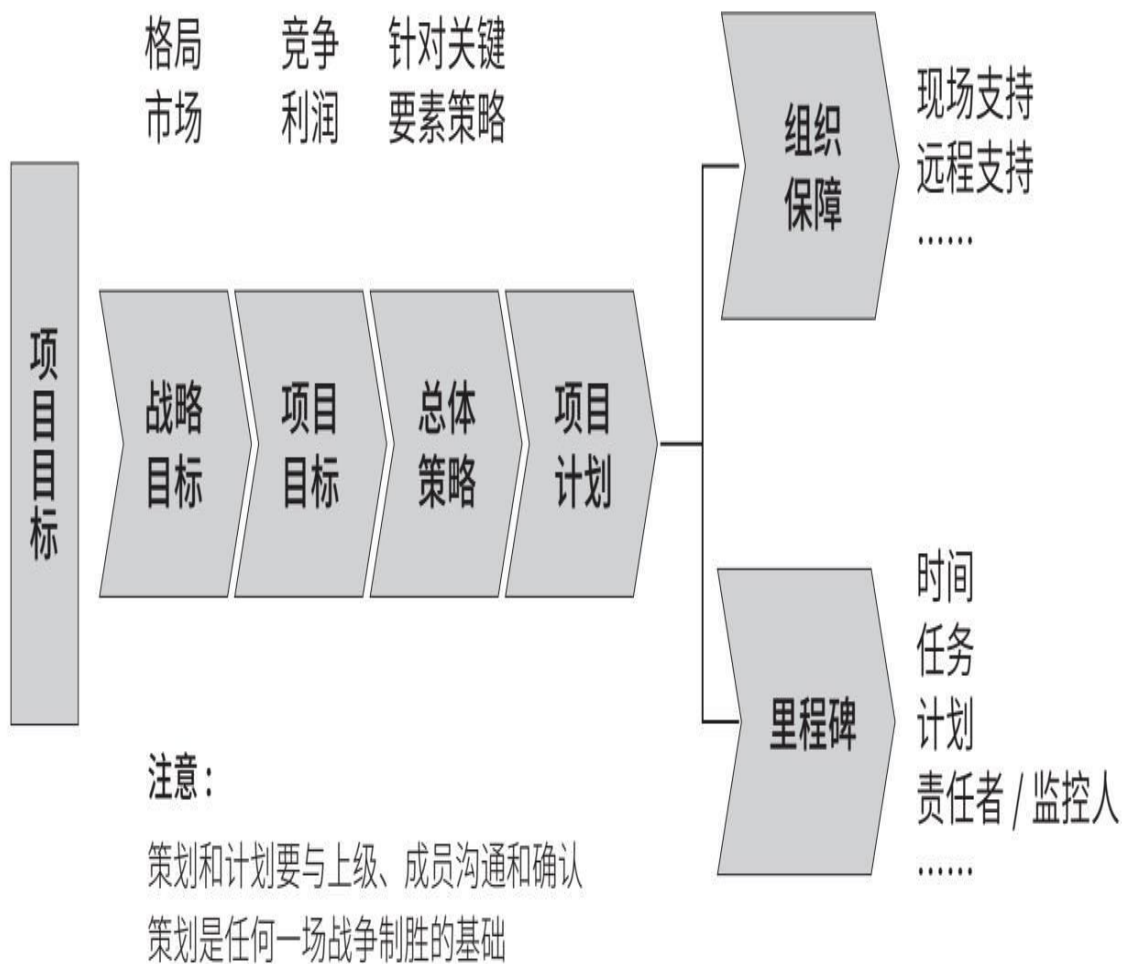 格局
市场
竞争
利润
针对关键
要素策略
项目目标
战略
目标
项目
目标
总体
策略
项目
计划
组织
保障
现场支持
远程支持
……
里程碑
时间
任务
计划
责任者 / 监控人
……
注意：
策划和计划要与上级、成员沟通和确认
策划是任何一场战争制胜的基础